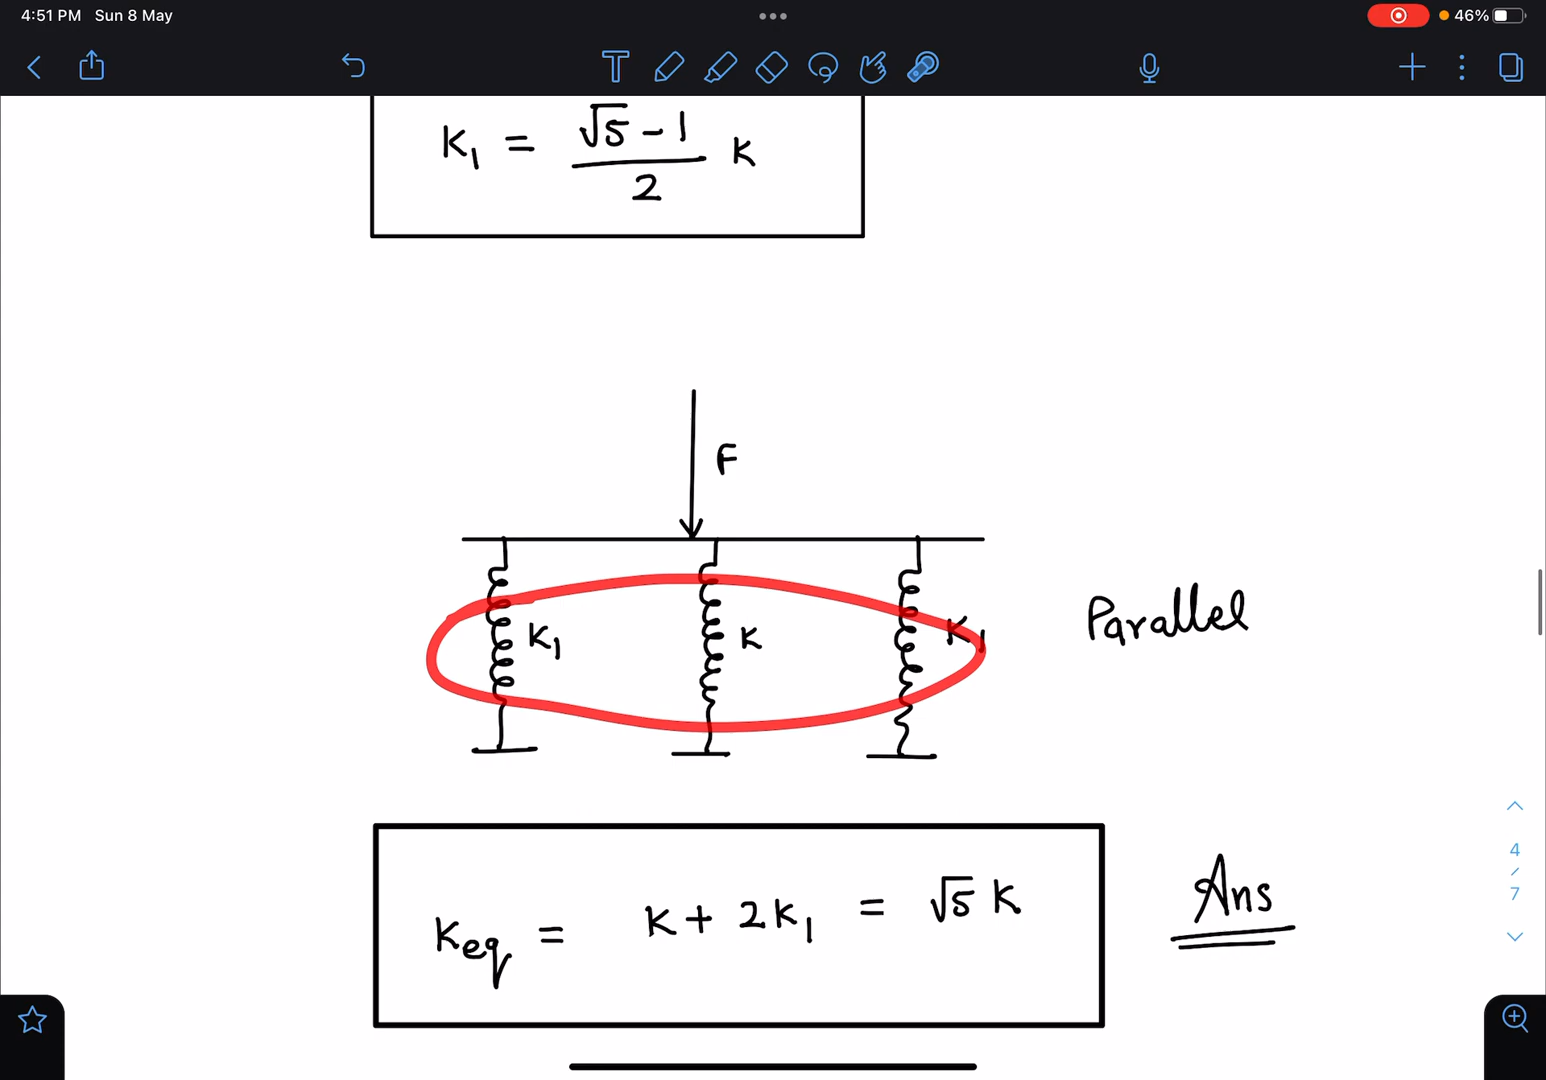 4:51 PM Sun 8 May
46%
K₁ = (√5 - 1)/2 K
F
K₁ K K₁
Parallel
4
/
7
Keq = K + 2K₁ = √5 K
Ans